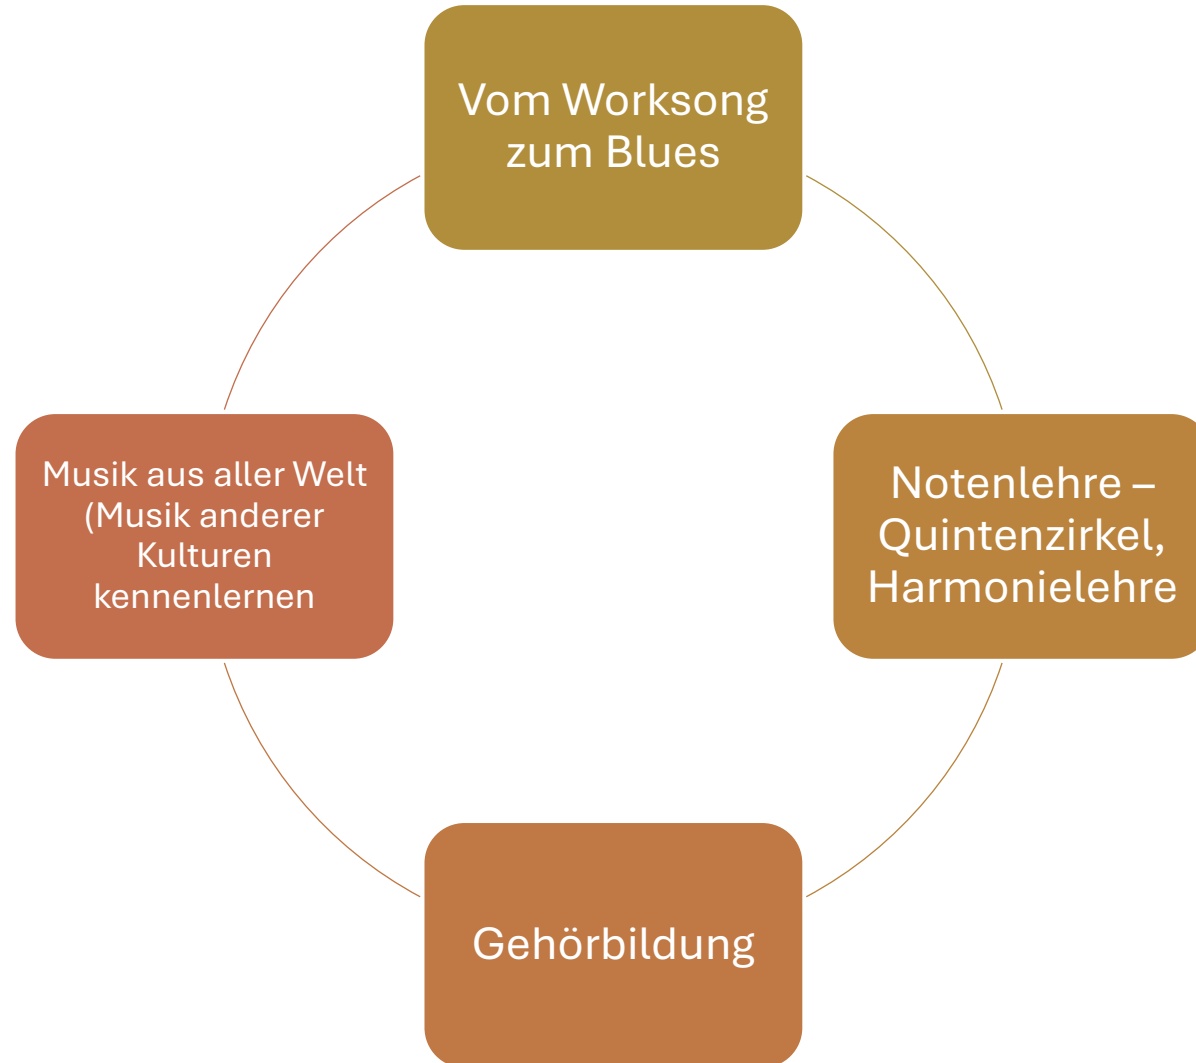 Vom Worksong
zum Blues
Musik aus aller Welt
(Musik anderer
Kulturen
kennenlernen
Notenlehre –
Quintenzirkel,
Harmonielehre
Gehörbildung